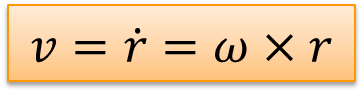 𝑣 = 𝑟̇ = 𝜔 × 𝑟